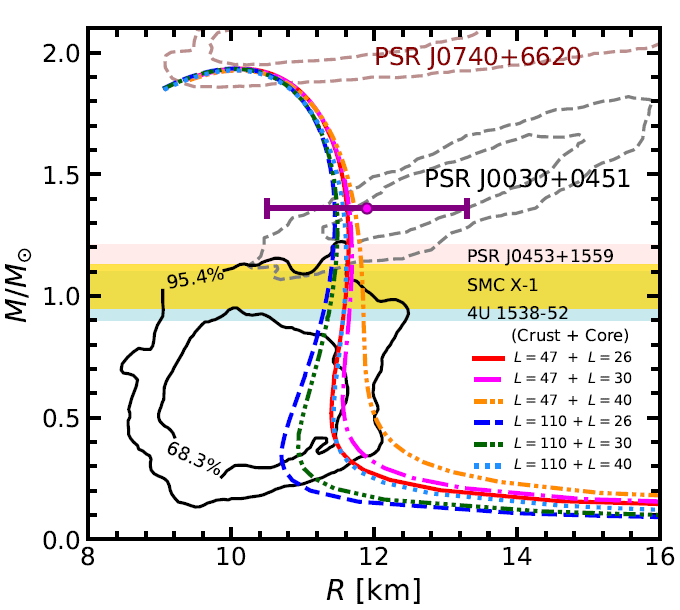 2.0
1.5
1.0
0.5
0.0
M/M⊙
PSR J0740+6620
PSR J0030+0451
PSR J0453+1559
95.4%
SMC X-1
4U 1538-52
(Crust + Core)
L = 47 + L = 26
L = 47 + L = 30
L = 47 + L = 40
L = 110 + L = 26
L = 110 + L = 30
L = 110 + L = 40
68.3%
8 10 12 14 16
R [km]